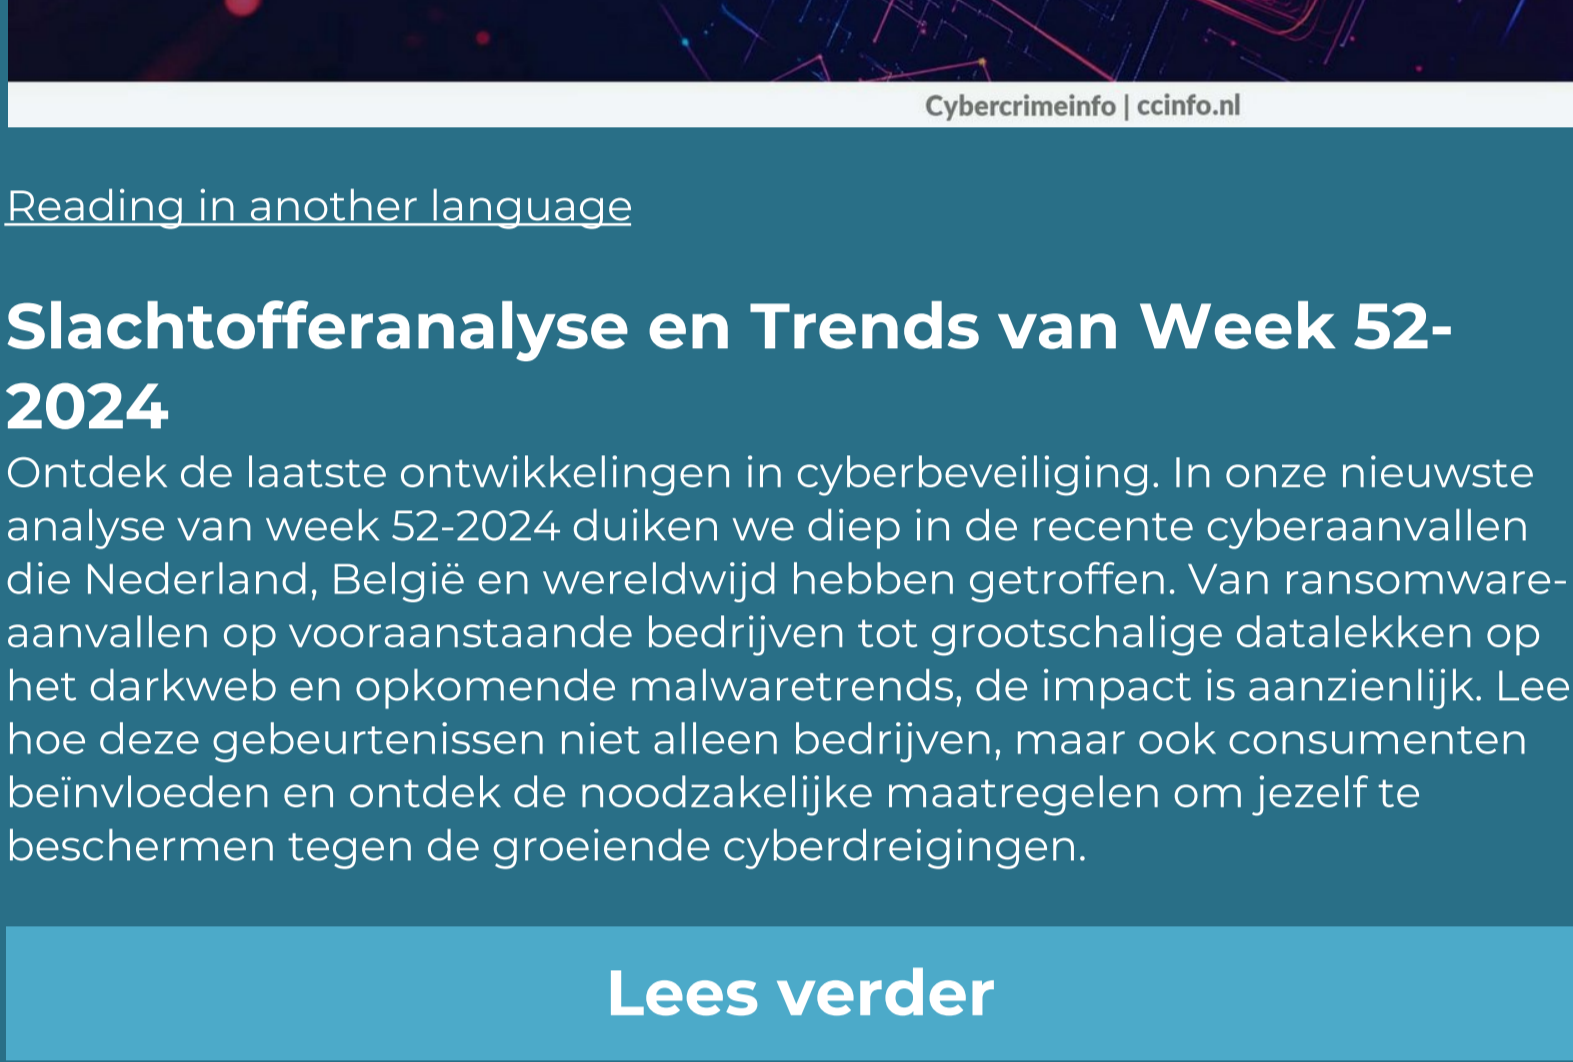 Cybercrimeinfo | ccinfo.nl
Reading in another language
Slachtofferanalyse en Trends van Week 52-
2024
Ontdek de laatste ontwikkelingen in cyberbeveiliging. In onze nieuwste
analyse van week 52-2024 duiken we diep in de recente cyberaanvallen
die Nederland, België en wereldwijd hebben getroffen. Van ransomware-
aanvallen op vooraanstaande bedrijven tot grootschalige datalekken op
het darkweb en opkomende malwaretrends, de impact is aanzienlijk. Lee
hoe deze gebeurtenissen niet alleen bedrijven, maar ook consumenten
beïnvloeden en ontdek de noodzakelijke maatregelen om jezelf te
beschermen tegen de groeiende cyberdreigingen.
Lees verder